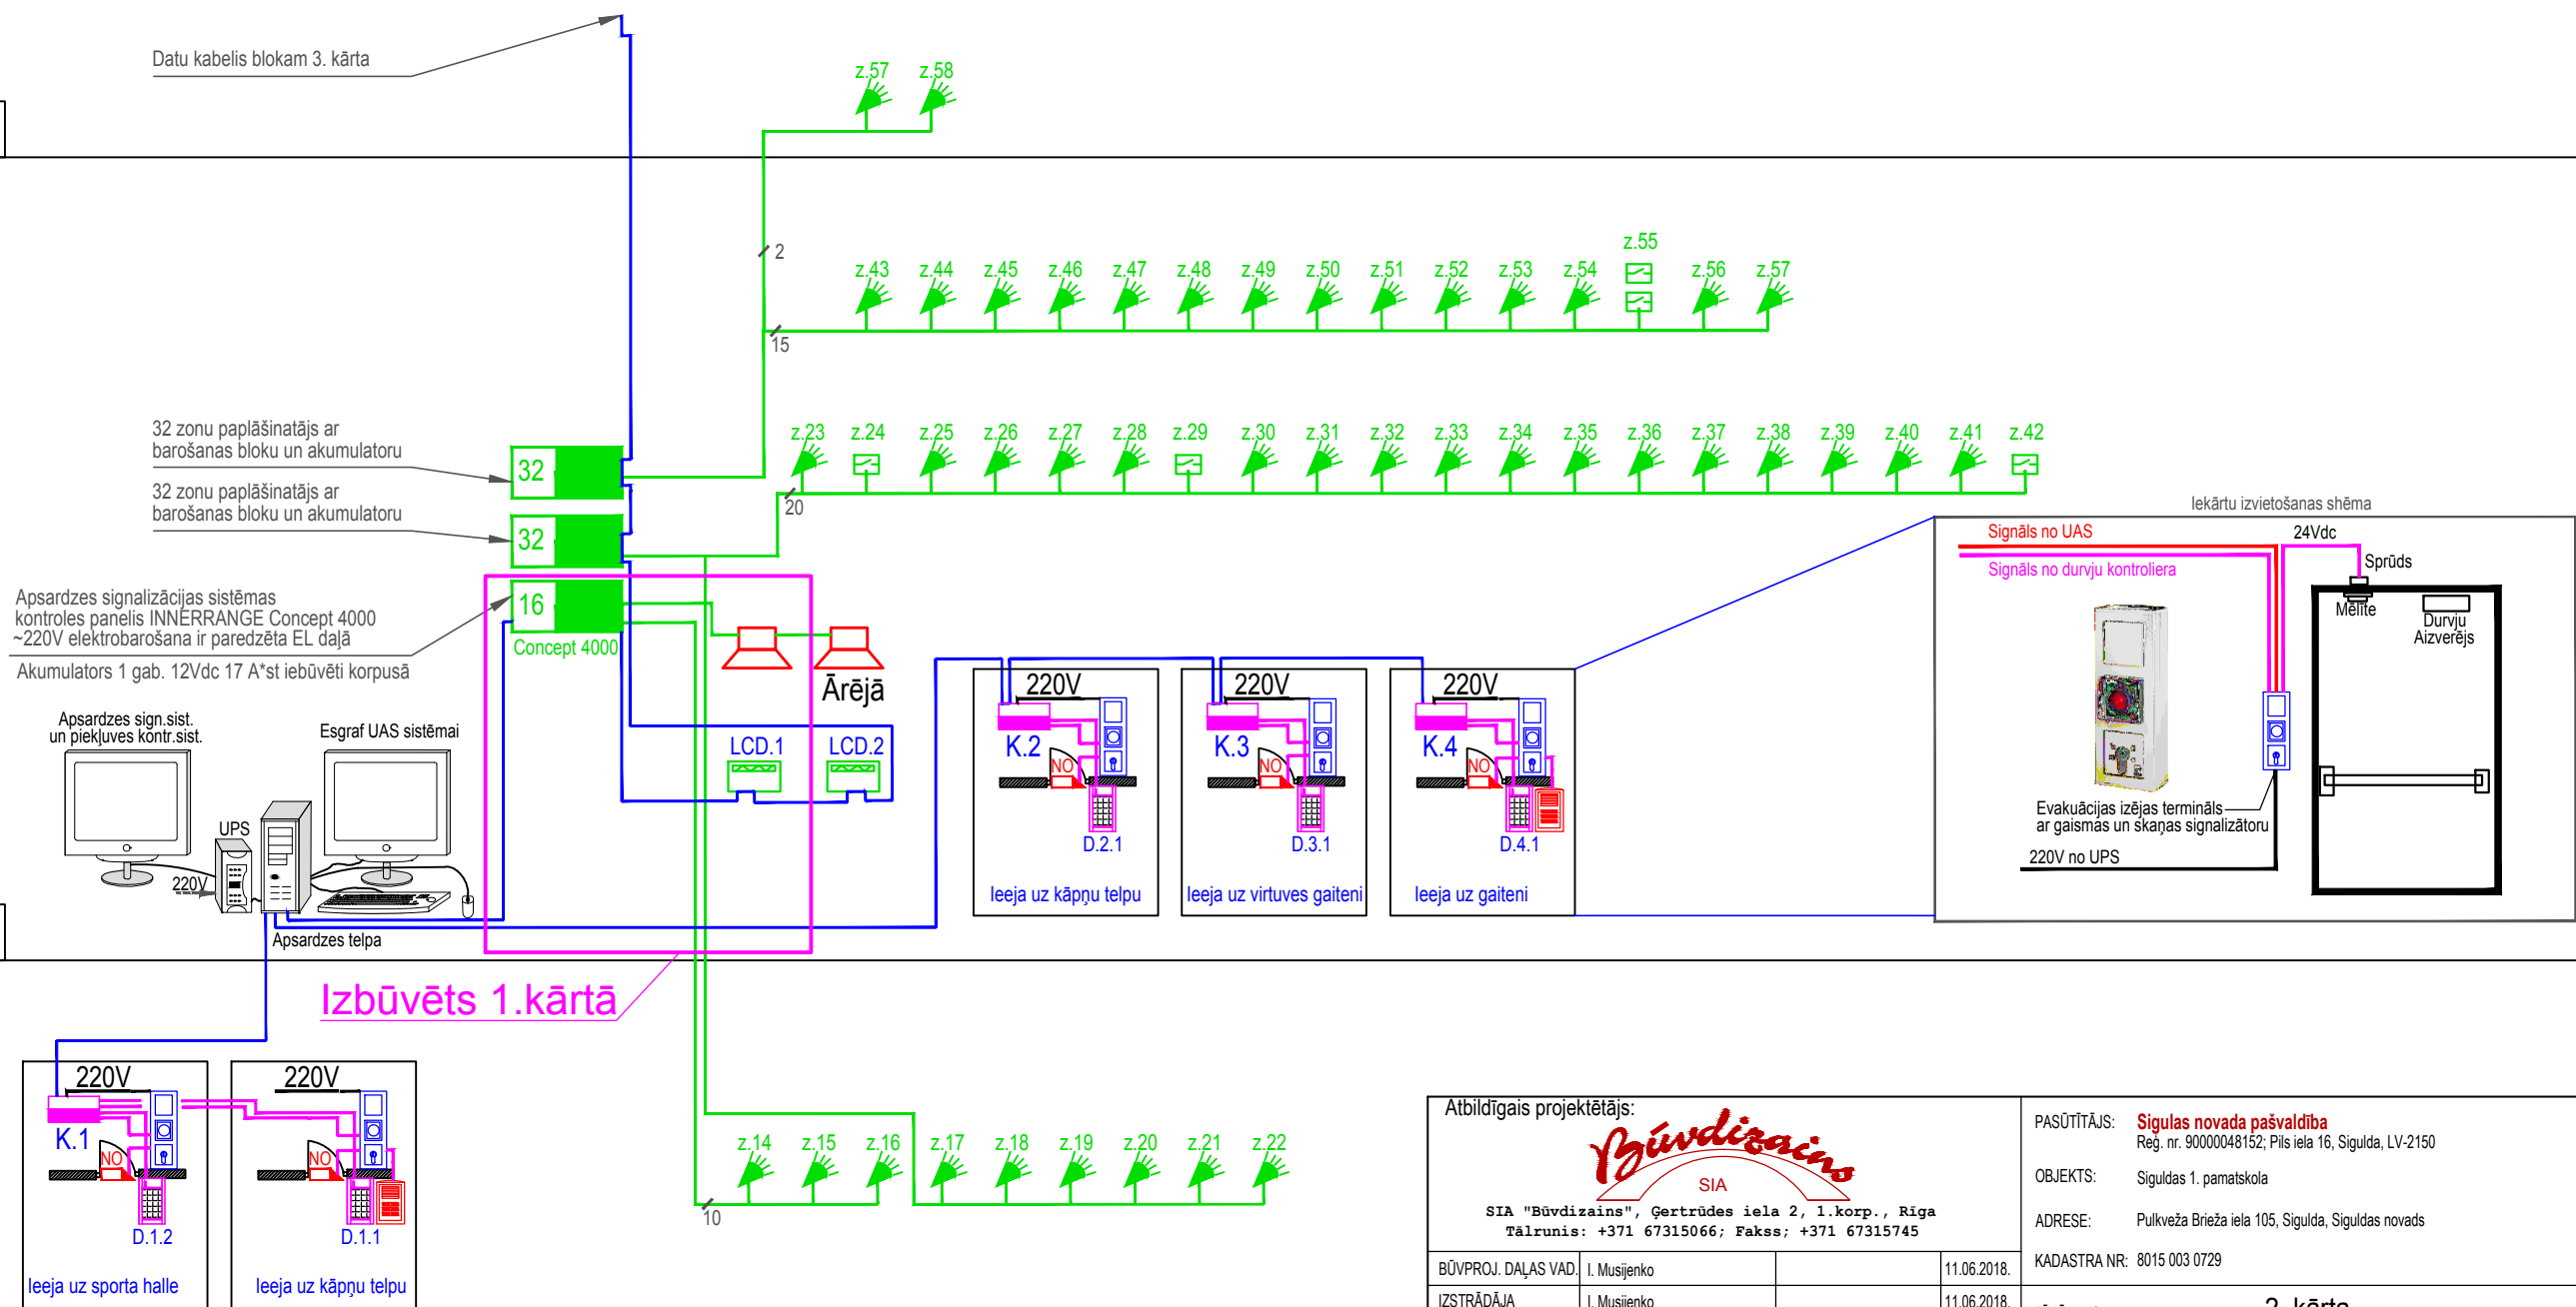 Datu kabelis blokam 3. kārta
z.57 z.58
2
z.55
z.43 z.44 z.45 z.46 z.47 z.48 z.49 z.50 z.51 z.52 z.53 z.54 z.56 z.57
15
32 zonu paplāšinatājs ar
barošanas bloku un akumulatoru
32
z.23 z.24 z.25 z.26 z.27 z.28 z.29 z.30 z.31 z.32 z.33 z.34 z.35 z.36 z.37 z.38 z.39 z.40 z.41 z.42
20
32 zonu paplāšinatājs ar
barošanas bloku un akumulatoru
32
Apsardzes signalizācijas sistēmas
kontroles panelis INNERRANGE Concept 4000
~220V elektrobarošana ir paredzēta EL daļā
Akumulators 1 gab. 12Vdc 17 A*st iebūvēti korpusā
16
Concept 4000
Ārējā
LCD.1 LCD.2
Iekārtu izvietošanas shēma
Signāls no UAS
24Vdc
Signāls no durvju kontroliera
Sprūds
Mēlīte
Durvju
Aizverējs
Evakuācijas izējas termināls
ar gaismas un skaņas signalizātoru
220V no UPS
Apsardzes sign.sist.
un piekļuves kontr.sist.
Esgraf UAS sistēmai
UPS
220V
Apsardzes telpa
220V
K.2
NO
D.2.1
Ieeja uz kāpņu telpu
220V
K.3
NO
D.3.1
Ieeja uz virtuves gaiteni
220V
K.4
NO
D.4.1
Ieeja uz gaiteni
Izbūvēts 1.kārtā
220V
K.1
NO
D.1.2
Ieeja uz sporta halle
220V
NO
D.1.1
Ieeja uz kāpņu telpu
z.14 z.15 z.16 z.17 z.18 z.19 z.20 z.21 z.22
10
Atbildīgais projektētājs:
Būvdizains
SIA
SIA "Būvdizains", Ģertrūdes iela 2, 1.korp., Rīga
Tālrunis: +371 67315066; Fakss; +371 67315745
BŪVPROJ. DAĻAS VAD. I. Musijenko 11.06.2018.
IZSTRĀDĀJA I. Musijenko 11.06.2018.
PASŪTĪTĀJS: Sigulas novada pašvaldība
Reģ. nr. 90000048152; Pils iela 16, Sigulda, LV-2150
OBJEKTS: Siguldas 1. pamatskola
ADRESE: Pulkveža Brieža iela 105, Sigulda, Siguldas novads
KADASTRA NR: 8015 003 0729
2. kārta